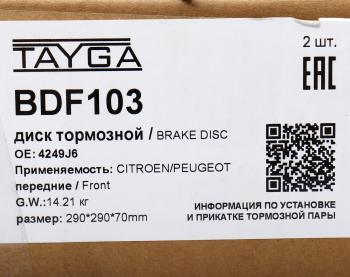 TAYGA
2 шт.
EAC
BDF103
диск тормозной / BRAKE DISC
OE: 4249J6
Применяемость: CITROEN/PEUGEOT
передние / Front
G.W.: 14.21 кг
размер: 290*290*70mm
ИНФОРМАЦИЯ ПО УСТАНОВКЕ
И ПРИКАТКЕ ТОРМОЗНОЙ ПАРЫ